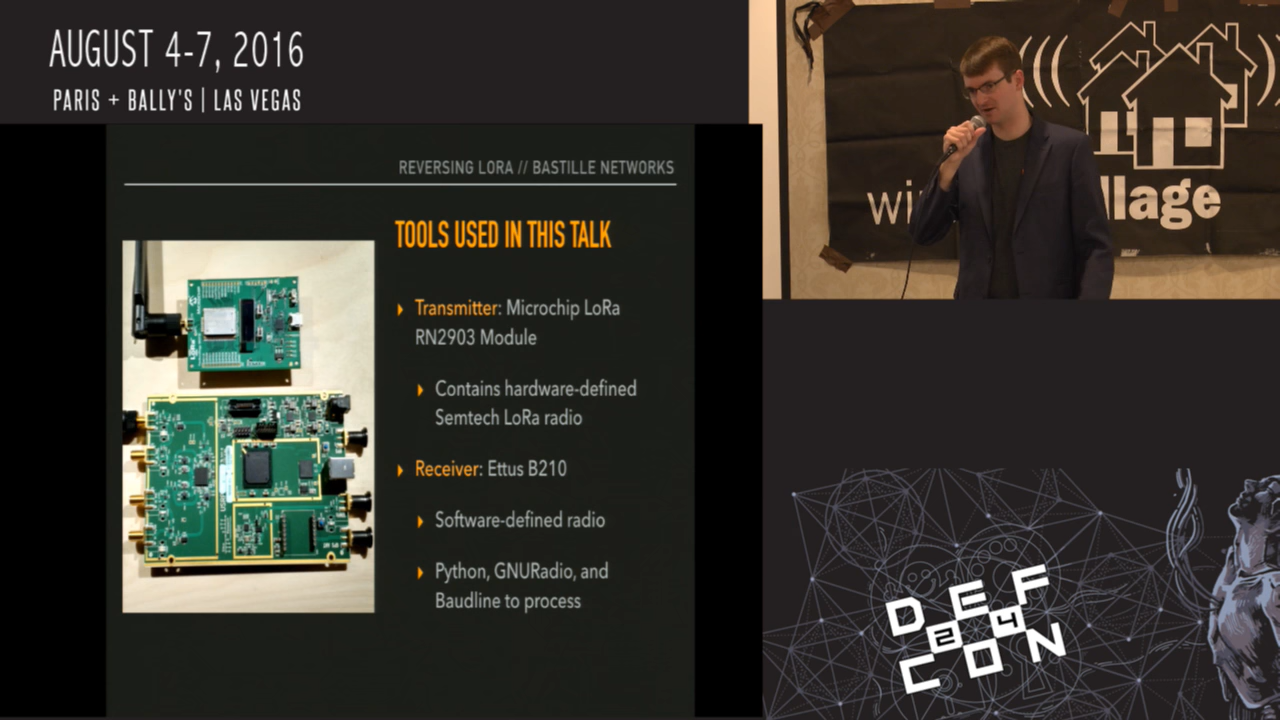 AUGUST 4-7, 2016
PARIS + BALLY'S | LAS VEGAS
REVERSING LORA // BASTILLE NETWORKS
TOOLS USED IN THIS TALK
Transmitter: Microchip LoRa
RN2903 Module
Contains hardware-defined
Semtech LoRa radio
Receiver: Ettus B210
Software-defined radio
Python, GNURadio, and
Baudline to process
wi llage
DEF
24
CON